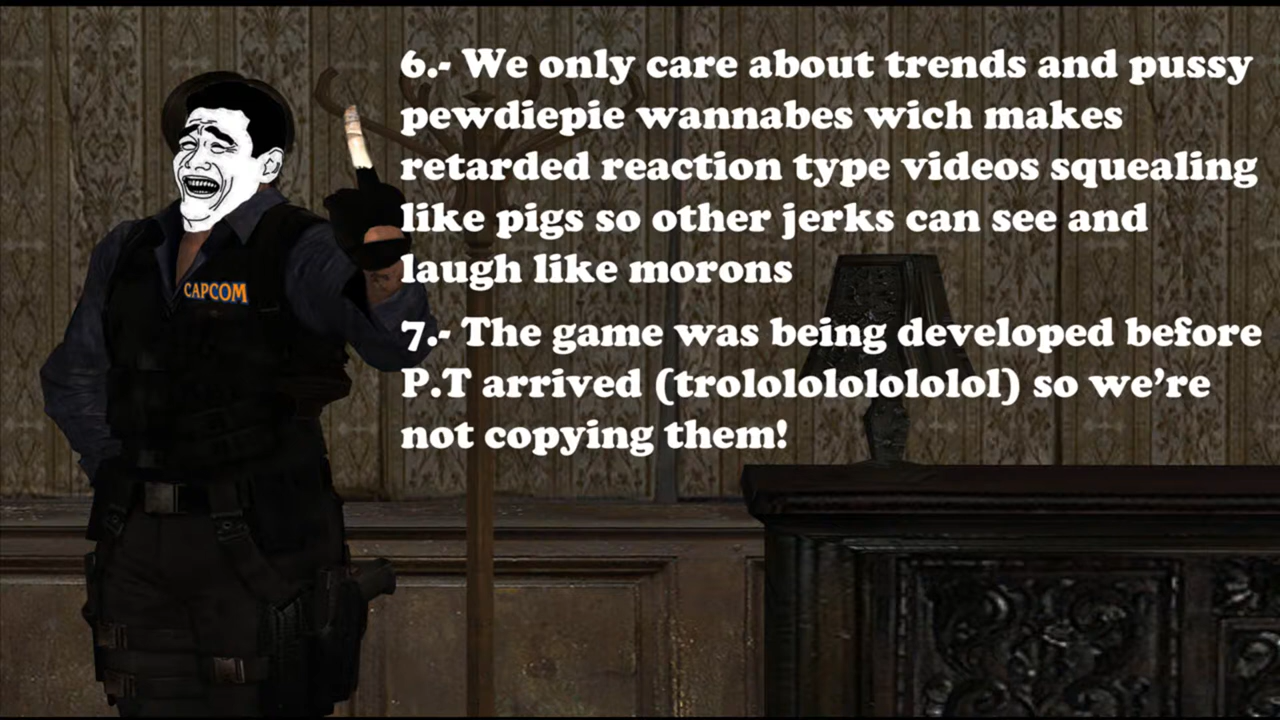 6.- We only care about trends and pussy
pewdiepie wannabes wich makes
retarded reaction type videos squealing
like pigs so other jerks can see and
laugh like morons
CAPCOM
7.- The game was being developed before
P.T arrived (trolololololololol) so we're
not copying them!